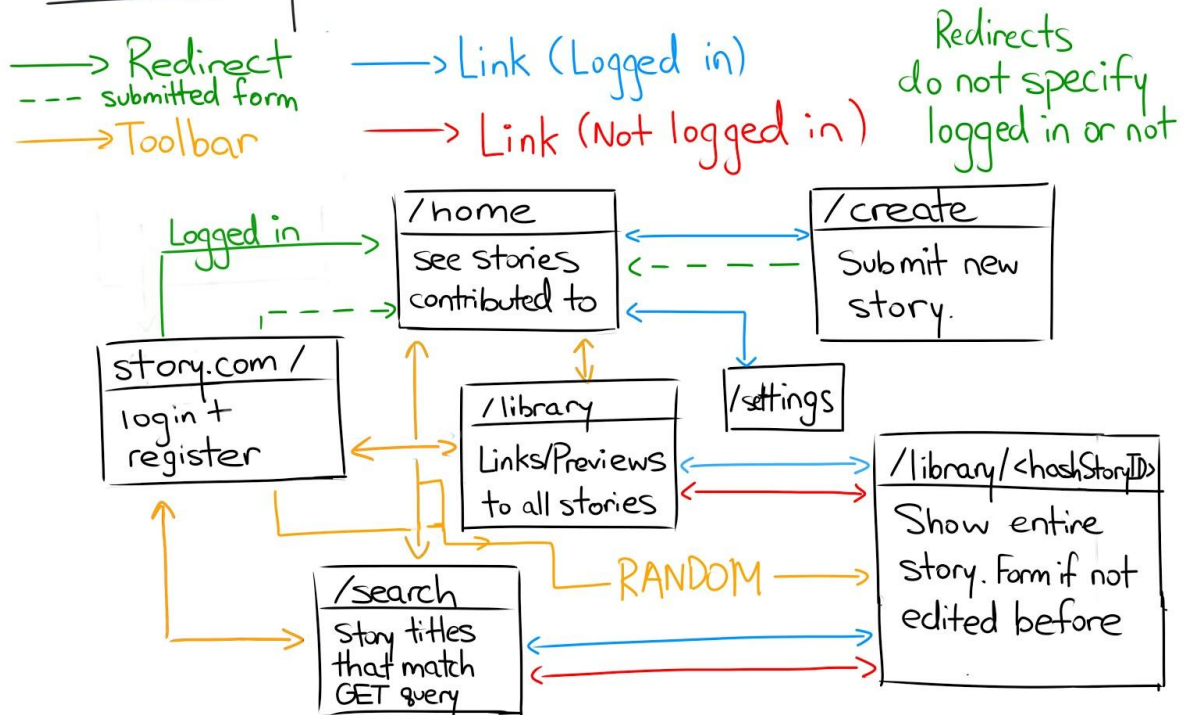 Redirect
submitted form
Toolbar
Link (Logged in)
Link (Not logged in)
Redirects
do not specify
logged in or not
Logged in
/home
see stories
contributed to
/create
Submit new
story.
story.com/
login +
register
/library
Links/Previews
to all stories
/settings
/library/<hashStoryID>
Show entire
story. Form if not
edited before
RANDOM
/search
Story titles
that match
GET query